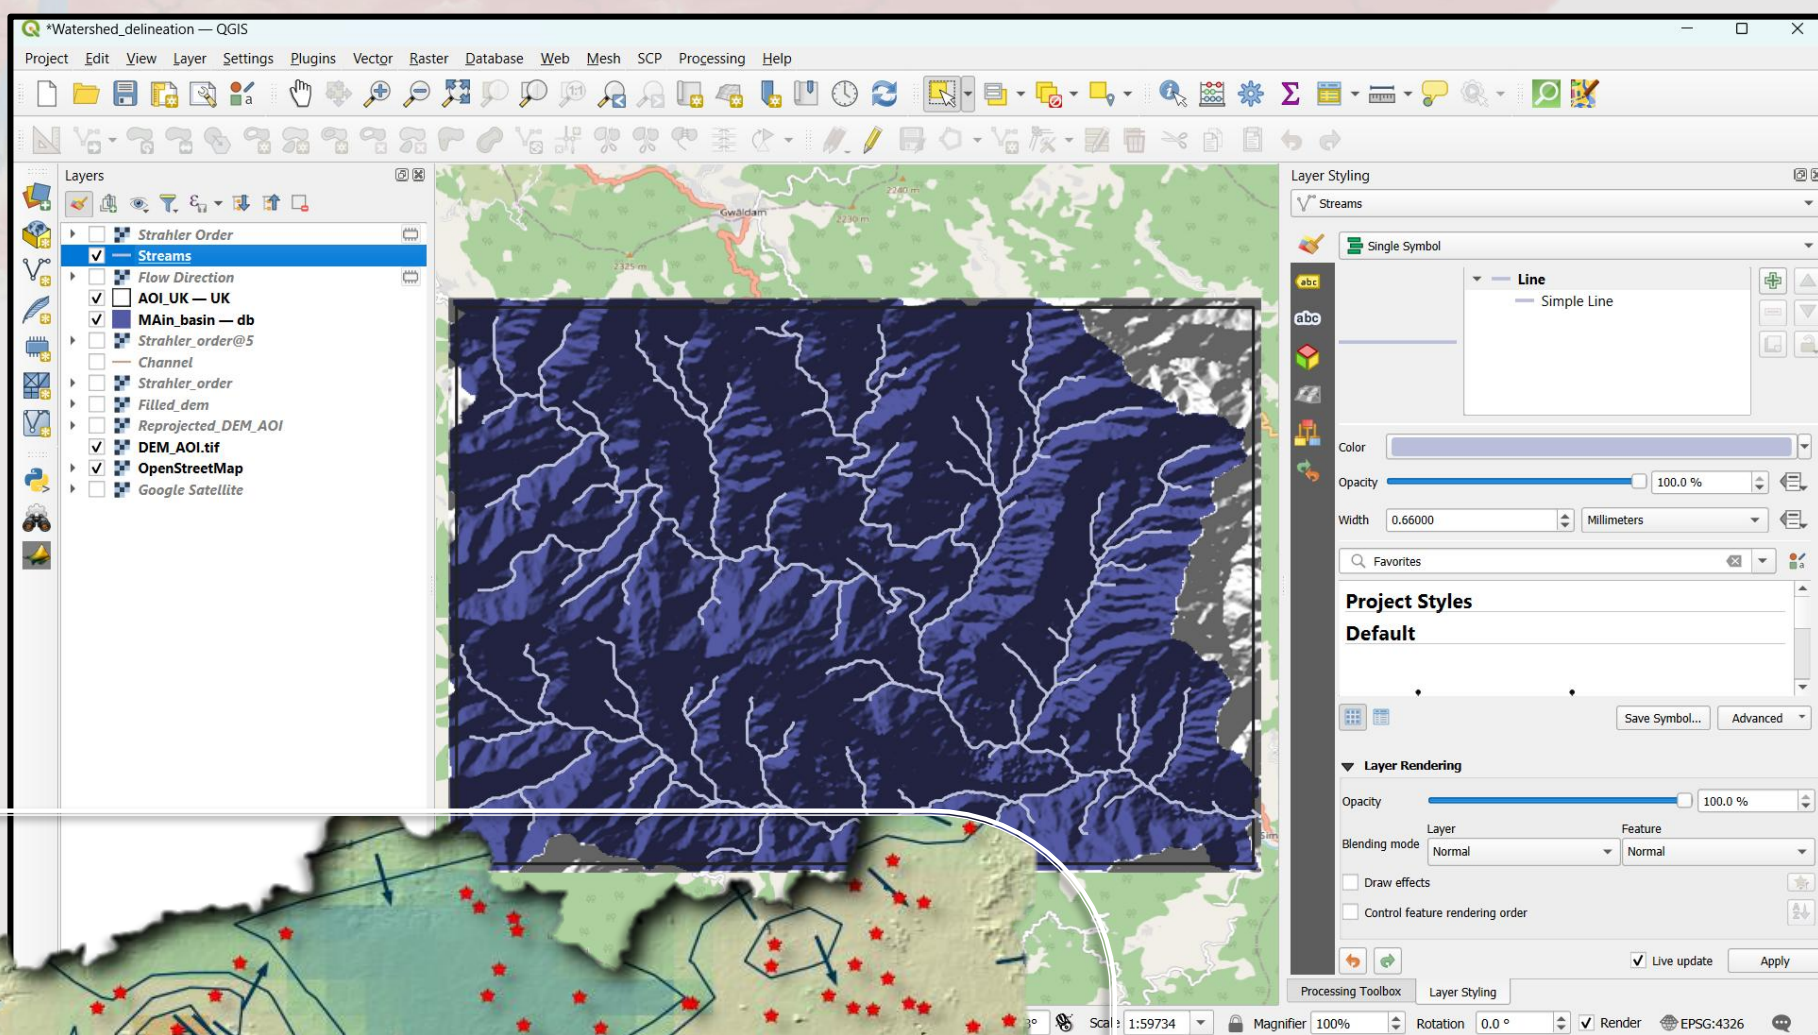 *Watershed_delineation — QGIS
Project Edit View Layer Settings Plugins Vector Raster Database Web Mesh SCP Processing Help
Layers
Strahler Order
Streams
Flow Direction
AOI_UK — UK
MAin_basin — db
Strahler_order@5
Channel
Strahler_order
Filled_dem
Reprojected_DEM_AOI
DEM_AOI.tif
OpenStreetMap
Google Satellite
2240 m
Gwaldam
2230 m
2325 m
Layer Styling
Streams
Single Symbol
Line
Simple Line
Color
Opacity 100.0 %
Width 0.66000 Millimeters
Favorites
Project Styles
Default
Save Symbol... Advanced
Layer Rendering
Opacity 100.0 %
Layer Feature
Blending mode Normal Normal
Draw effects
Control feature rendering order
Live update Apply
Processing Toolbox Layer Styling
Scale 1:59734 Magnifier 100% Rotation 0.0 ° Render EPSG:4326